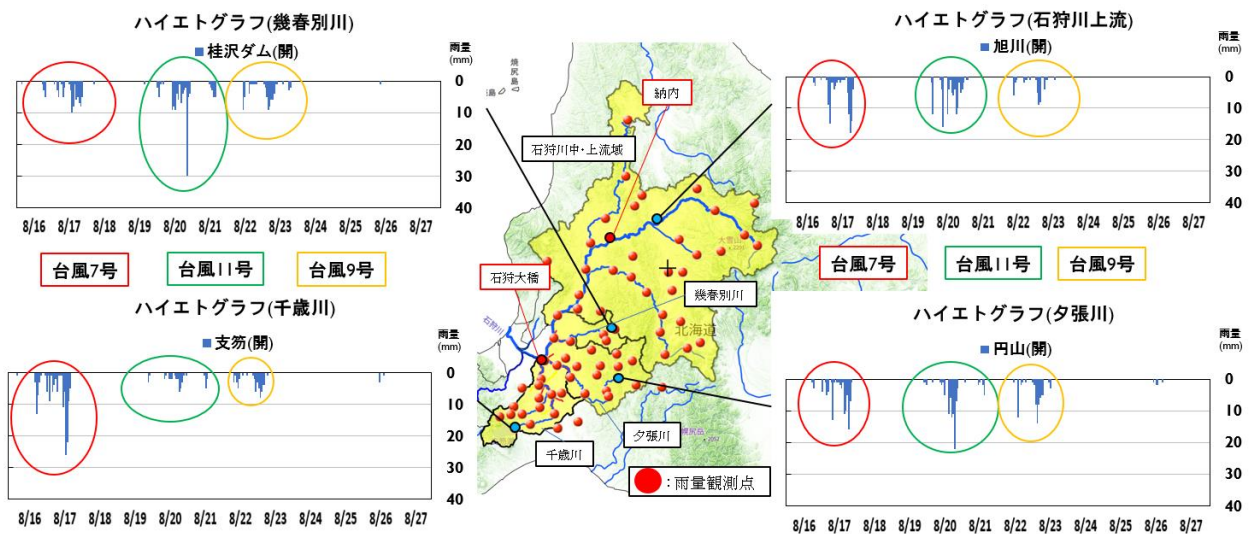 ハイエトグラフ(幾春別川)
桂沢ダム(開)
雨量
(mm)
0
10
20
30
40
8/16 8/17 8/18 8/19 8/20 8/21 8/22 8/23 8/24 8/25 8/26 8/27
台風7号
台風11号
台風9号
ハイエトグラフ(千歳川)
支笏(開)
雨量
(mm)
0
10
20
30
40
8/16 8/17 8/18 8/19 8/20 8/21 8/22 8/23 8/24 8/25 8/26 8/27
納内
石狩川中・上流域
石狩大橋
幾春別川
石狩川
北海道
大雪山
夕張川
千歳川
:雨量観測点
ハイエトグラフ(石狩川上流)
旭川(開)
雨量
(mm)
0
10
20
30
40
8/16 8/17 8/18 8/19 8/20 8/21 8/22 8/23 8/24 8/25 8/26 8/27
台風7号
台風11号
台風9号
ハイエトグラフ(夕張川)
円山(開)
雨量
(mm)
0
10
20
30
40
8/16 8/17 8/18 8/19 8/20 8/21 8/22 8/23 8/24 8/25 8/26 8/27